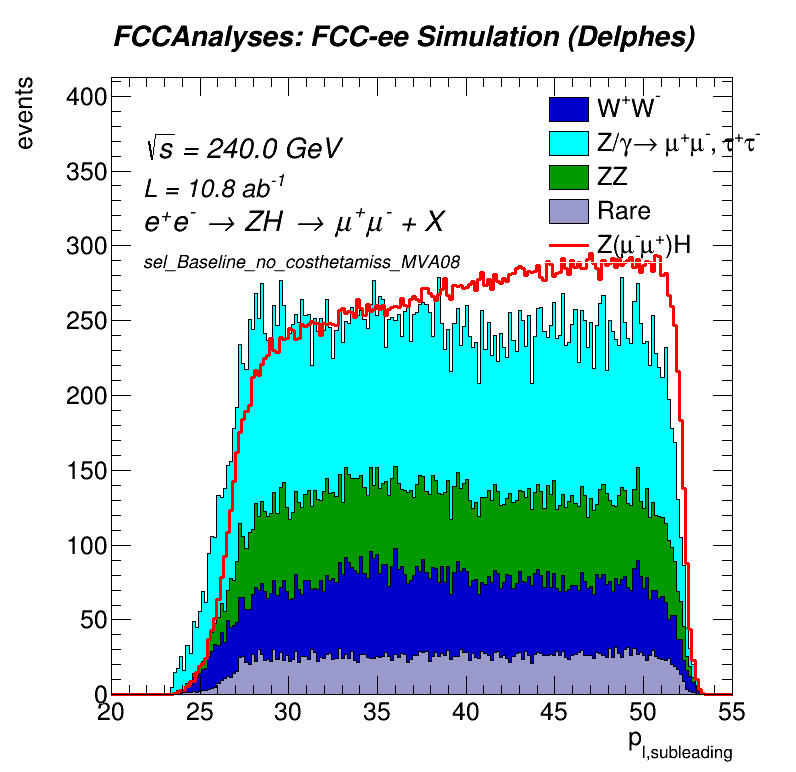 FCCAnalyses: FCC-ee Simulation (Delphes)
events
400
350
300
250
200
150
100
50
0
√s = 240.0 GeV
L = 10.8 ab⁻¹
e⁺e⁻ → ZH → μ⁺μ⁻ + X
sel_Baseline_no_costhetamiss_MVA08
W⁺W⁻
Z/γ→ μ⁺μ⁻, τ⁺τ⁻
ZZ
Rare
Z(μ⁻μ⁺)H
20 25 30 35 40 45 50 55
p_l,subleading